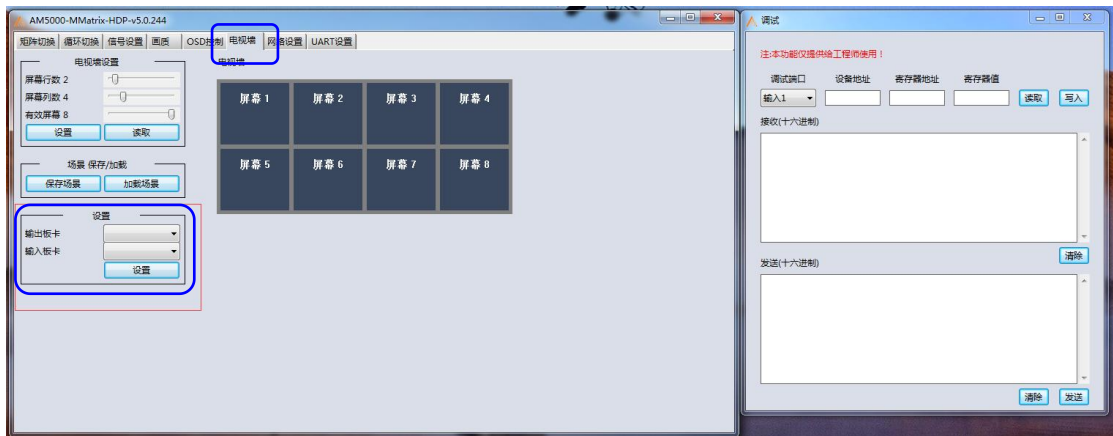 AM5000-MMatrix-HDP-v5.0.244
矩阵切换 循环切换 信号设置 画质 OSD控制 电视墙 网络设置 UART设置
电视墙设置
屏幕行数 2
屏幕列数 4
有效屏幕 8
设置 读取
场景 保存/加载
保存场景 加载场景
设置
输出板卡
输入板卡
设置
电视墙
屏幕 1 屏幕 2 屏幕 3 屏幕 4
屏幕 5 屏幕 6 屏幕 7 屏幕 8
调试
注:本功能仅提供给工程师使用！
调试端口 设备地址 寄存器地址 寄存器值
输入1 读取 写入
接收(十六进制)
清除
发送(十六进制)
清除 发送